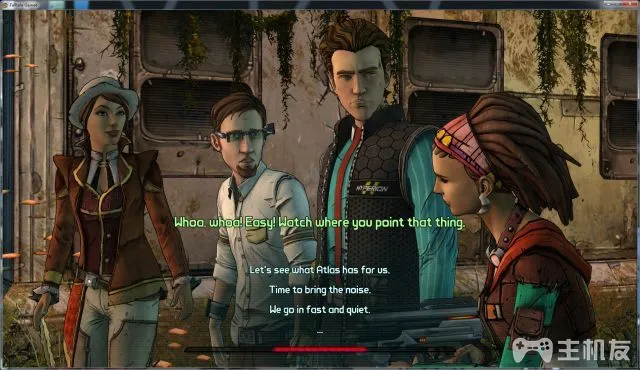 Telltale Games
HYPERION
Whoa, whoa! Easy! Watch where you point that thing.
Let's see what Atlas has for us.
Time to bring the noise.
We go in fast and quiet.
...
主机友